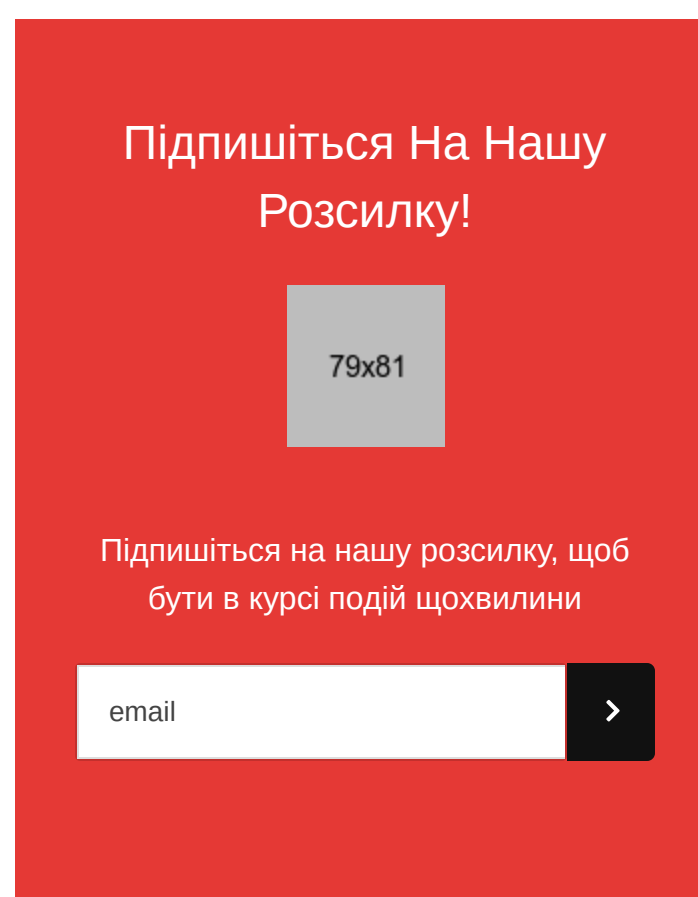 Підпишіться На Нашу
Розсилку!
79x81
Підпишіться на нашу розсилку, щоб
бути в курсі подій щохвилини
email